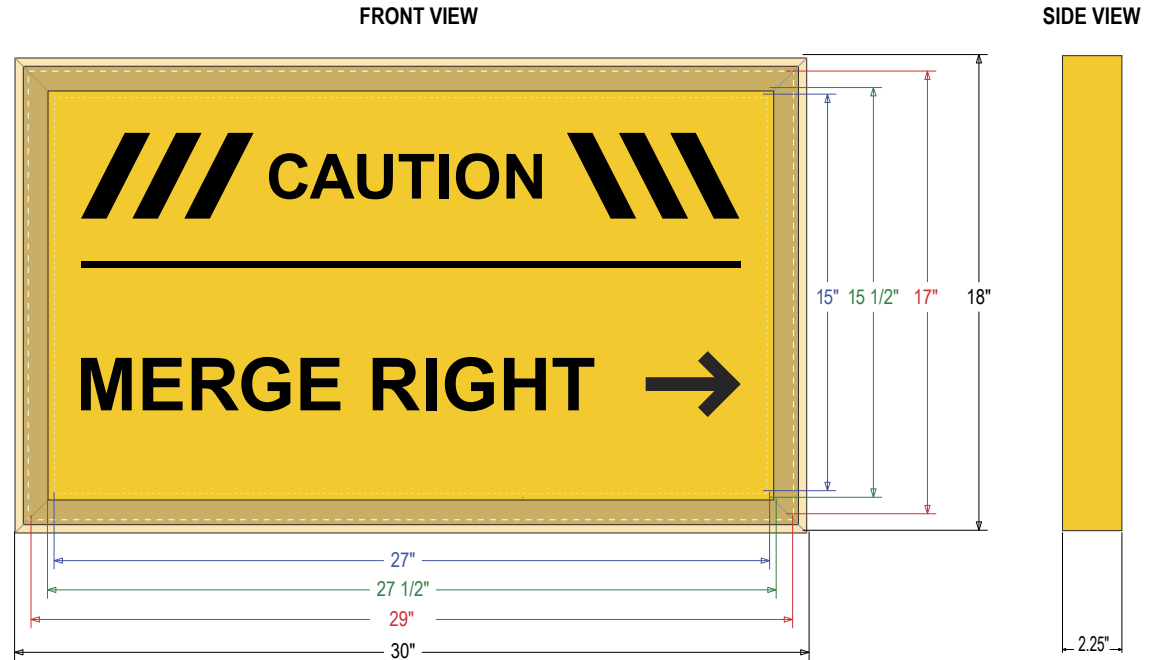 FRONT VIEW
SIDE VIEW
CAUTION
MERGE RIGHT
15" 15 1/2" 17" 18"
27"
27 1/2"
29"
30"
2.25"